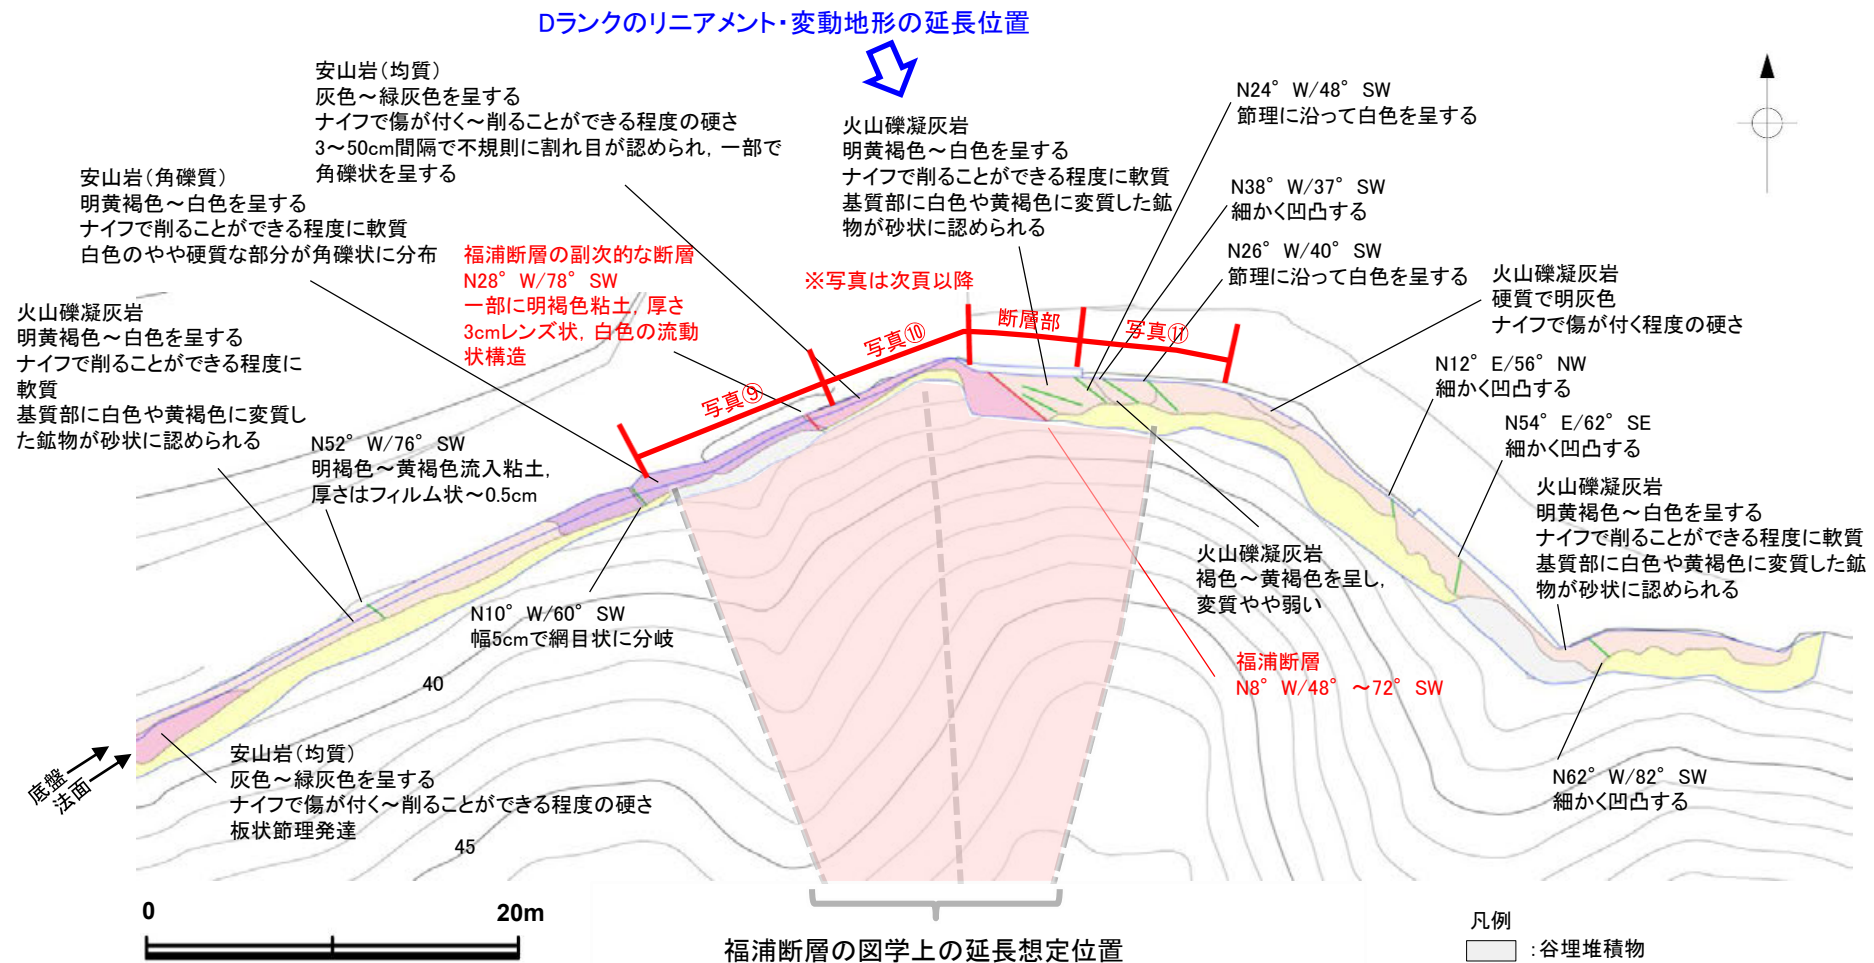 Dランクのリニアメント・変動地形の延長位置
安山岩(均質)
灰色～緑灰色を呈する
ナイフで傷が付く～削ることができる程度の硬さ
3～50cm間隔で不規則に割れ目が認められ，一部で
角礫状を呈する
火山礫凝灰岩
明黄褐色～白色を呈する
ナイフで削ることができる程度に軟質
基質部に白色や黄褐色に変質した鉱
物が砂状に認められる
N24° W/48° SW
節理に沿って白色を呈する
安山岩(角礫質)
明黄褐色～白色を呈する
ナイフで削ることができる程度に軟質
白色のやや硬質な部分が角礫状に分布
N38° W/37° SW
細かく凹凸する
N26° W/40° SW
節理に沿って白色を呈する
福浦断層の副次的な断層
N28° W/78° SW
一部に明褐色粘土，厚さ
3cmレンズ状，白色の流動
状構造
※写真は次頁以降
火山礫凝灰岩
硬質で明灰色
ナイフで傷が付く程度の硬さ
火山礫凝灰岩
明黄褐色～白色を呈する
ナイフで削ることができる程度に
軟質
基質部に白色や黄褐色に変質し
た鉱物が砂状に認められる
写真⑨
写真⑩
断層部
写真⑪
N12° E/56° NW
細かく凹凸する
N54° E/62° SE
細かく凹凸する
N52° W/76° SW
明褐色～黄褐色流入粘土，
厚さはフィルム状～0.5cm
火山礫凝灰岩
明黄褐色～白色を呈する
ナイフで削ることができる程度に軟質
基質部に白色や黄褐色に変質した鉱
物が砂状に認められる
火山礫凝灰岩
褐色～黄褐色を呈し，
変質やや弱い
N10° W/60° SW
幅5cmで網目状に分岐
福浦断層
N8° W/48° ～72° SW
40
底盤
法面
安山岩(均質)
灰色～緑灰色を呈する
ナイフで傷が付く～削ることができる程度の硬さ
板状節理発達
45
N62° W/82° SW
細かく凹凸する
0
20m
福浦断層の図学上の延長想定位置
凡例
:谷埋堆積物